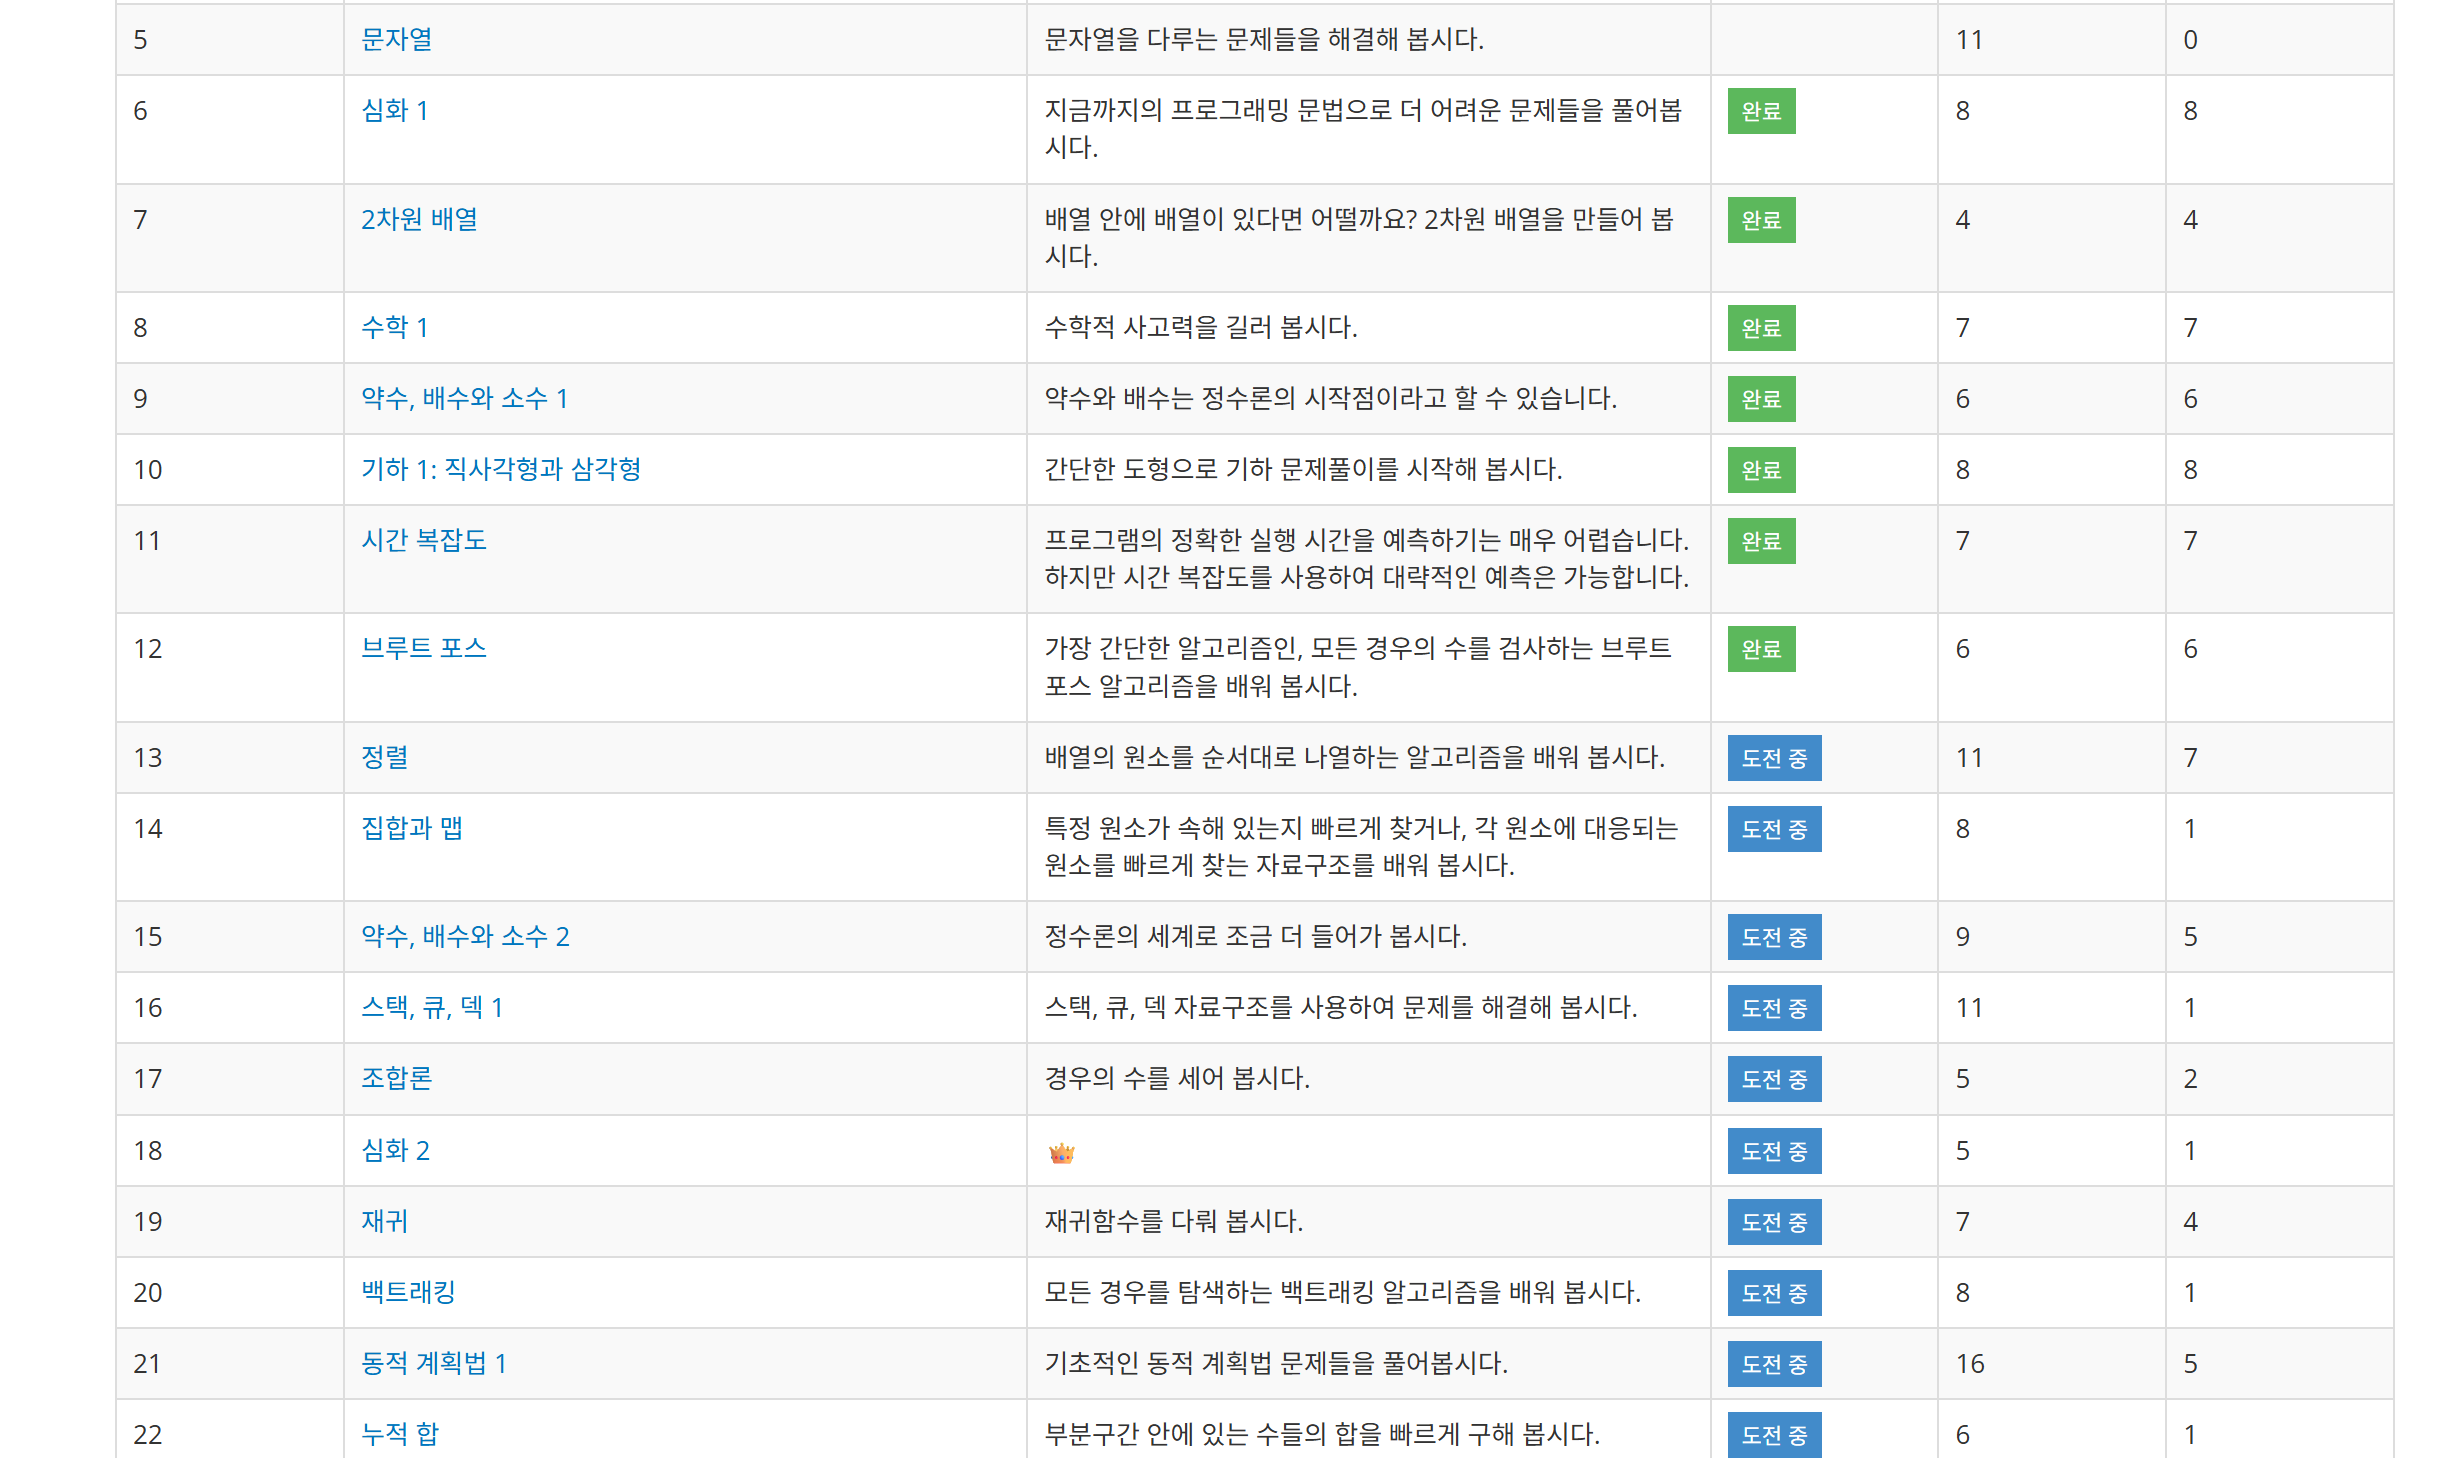 5 문자열 문자열을 다루는 문제들을 해결해 봅시다. 11 0
6 심화 1 지금까지의 프로그래밍 문법으로 더 어려운 문제들을 풀어봅 완료 8 8
시다.
7 2차원 배열 배열 안에 배열이 있다면 어떨까요? 2차원 배열을 만들어 봅 완료 4 4
시다.
8 수학 1 수학적 사고력을 길러 봅시다. 완료 7 7
9 약수, 배수와 소수 1 약수와 배수는 정수론의 시작점이라고 할 수 있습니다. 완료 6 6
10 기하 1: 직사각형과 삼각형 간단한 도형으로 기하 문제풀이를 시작해 봅시다. 완료 8 8
11 시간 복잡도 프로그램의 정확한 실행 시간을 예측하기는 매우 어렵습니다. 완료 7 7
하지만 시간 복잡도를 사용하여 대략적인 예측은 가능합니다.
12 브루트 포스 가장 간단한 알고리즘인, 모든 경우의 수를 검사하는 브루트 완료 6 6
포스 알고리즘을 배워 봅시다.
13 정렬 배열의 원소를 순서대로 나열하는 알고리즘을 배워 봅시다. 도전 중 11 7
14 집합과 맵 특정 원소가 속해 있는지 빠르게 찾거나, 각 원소에 대응되는 도전 중 8 1
원소를 빠르게 찾는 자료구조를 배워 봅시다.
15 약수, 배수와 소수 2 정수론의 세계로 조금 더 들어가 봅시다. 도전 중 9 5
16 스택, 큐, 덱 1 스택, 큐, 덱 자료구조를 사용하여 문제를 해결해 봅시다. 도전 중 11 1
17 조합론 경우의 수를 세어 봅시다. 도전 중 5 2
18 심화 2 도전 중 5 1
19 재귀 재귀함수를 다뤄 봅시다. 도전 중 7 4
20 백트래킹 모든 경우를 탐색하는 백트래킹 알고리즘을 배워 봅시다. 도전 중 8 1
21 동적 계획법 1 기초적인 동적 계획법 문제들을 풀어봅시다. 도전 중 16 5
22 누적 합 부분구간 안에 있는 수들의 합을 빠르게 구해 봅시다. 도전 중 6 1